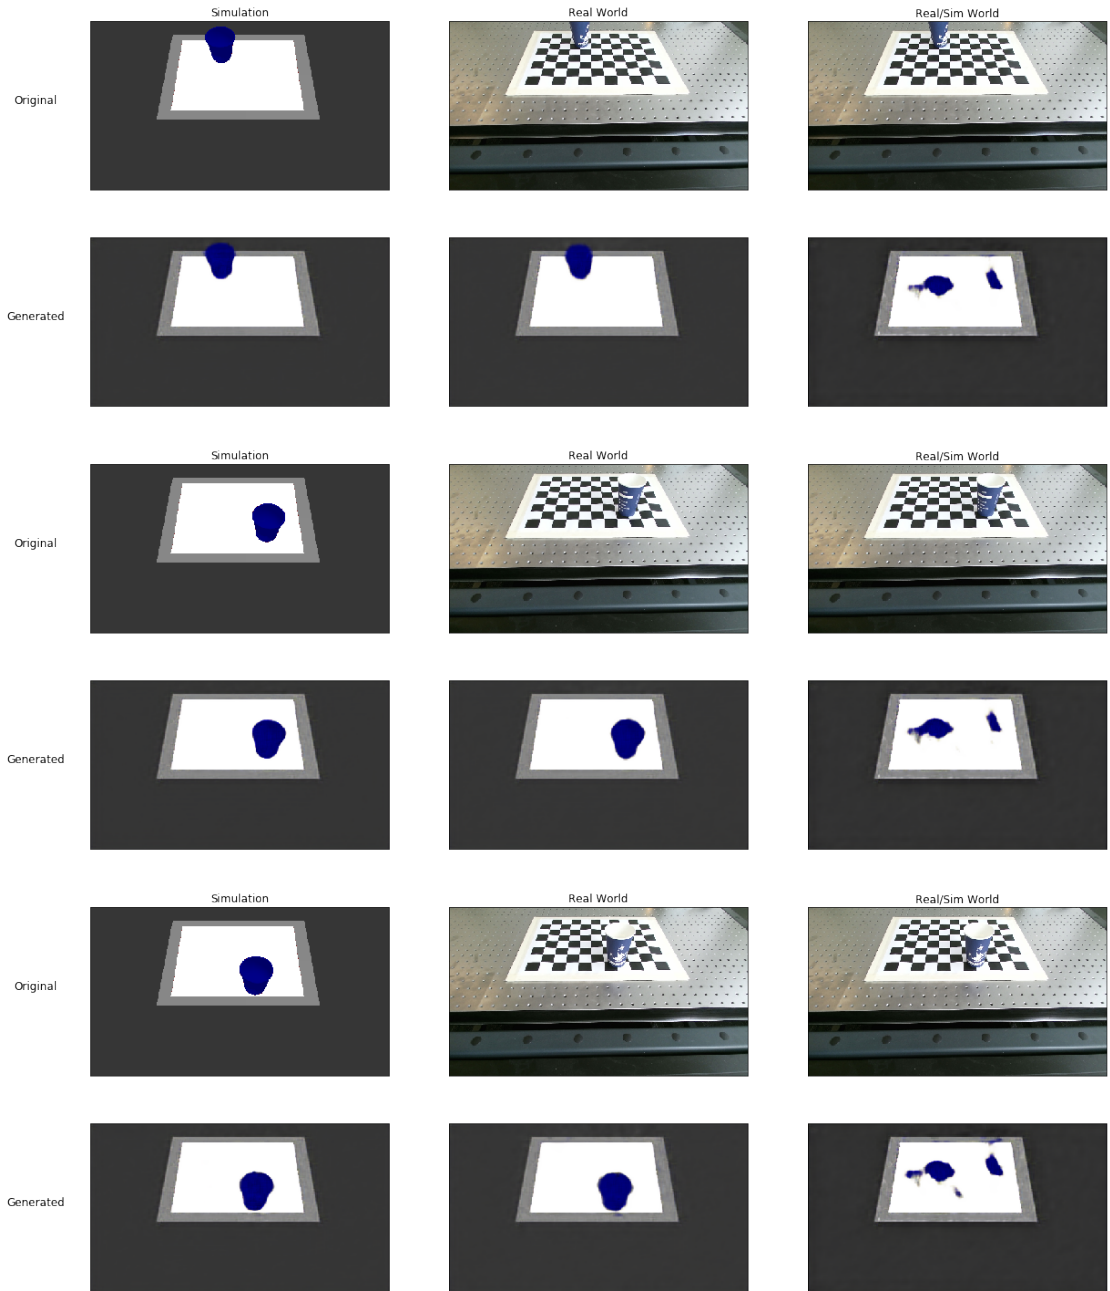 Simulation
Real World
Real/Sim World
Original
Generated
Simulation
Real World
Real/Sim World
Original
Generated
Simulation
Real World
Real/Sim World
Original
Generated